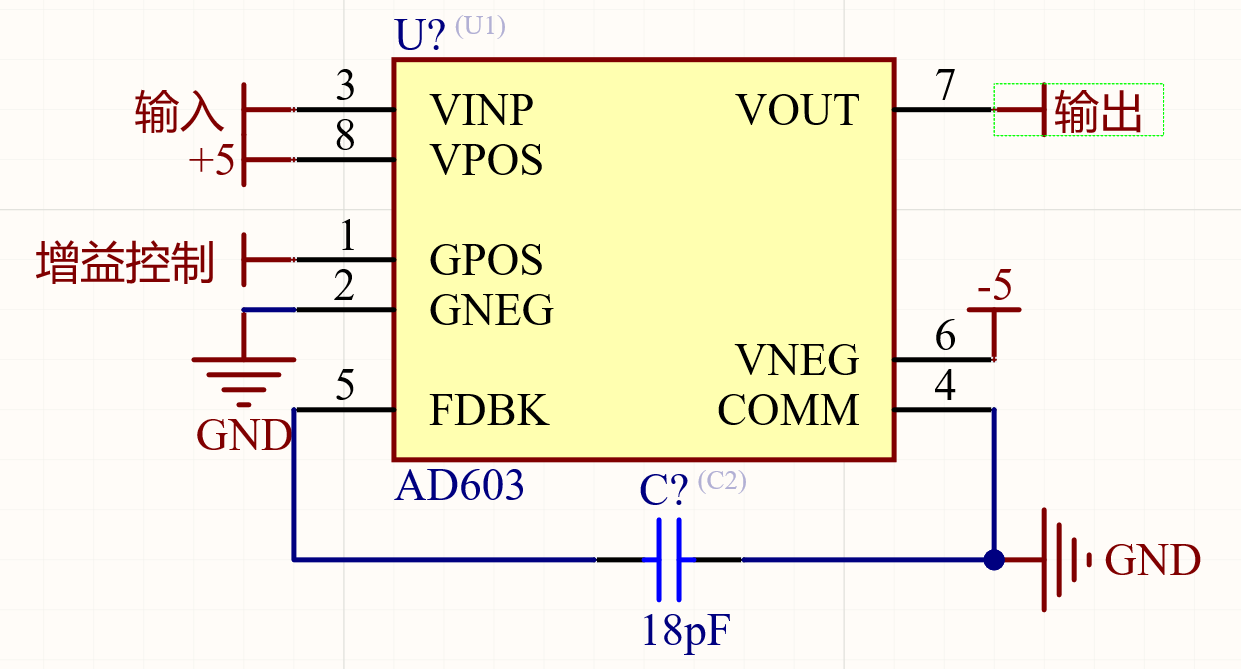 U? (U1)
输入 3 VINP VOUT 7 输出
+5 8 VPOS
增益控制 1 GPOS
2 GNEG
-5
VNEG 6
GND 5 FDBK COMM 4
AD603
C? (C2)
GND
18pF